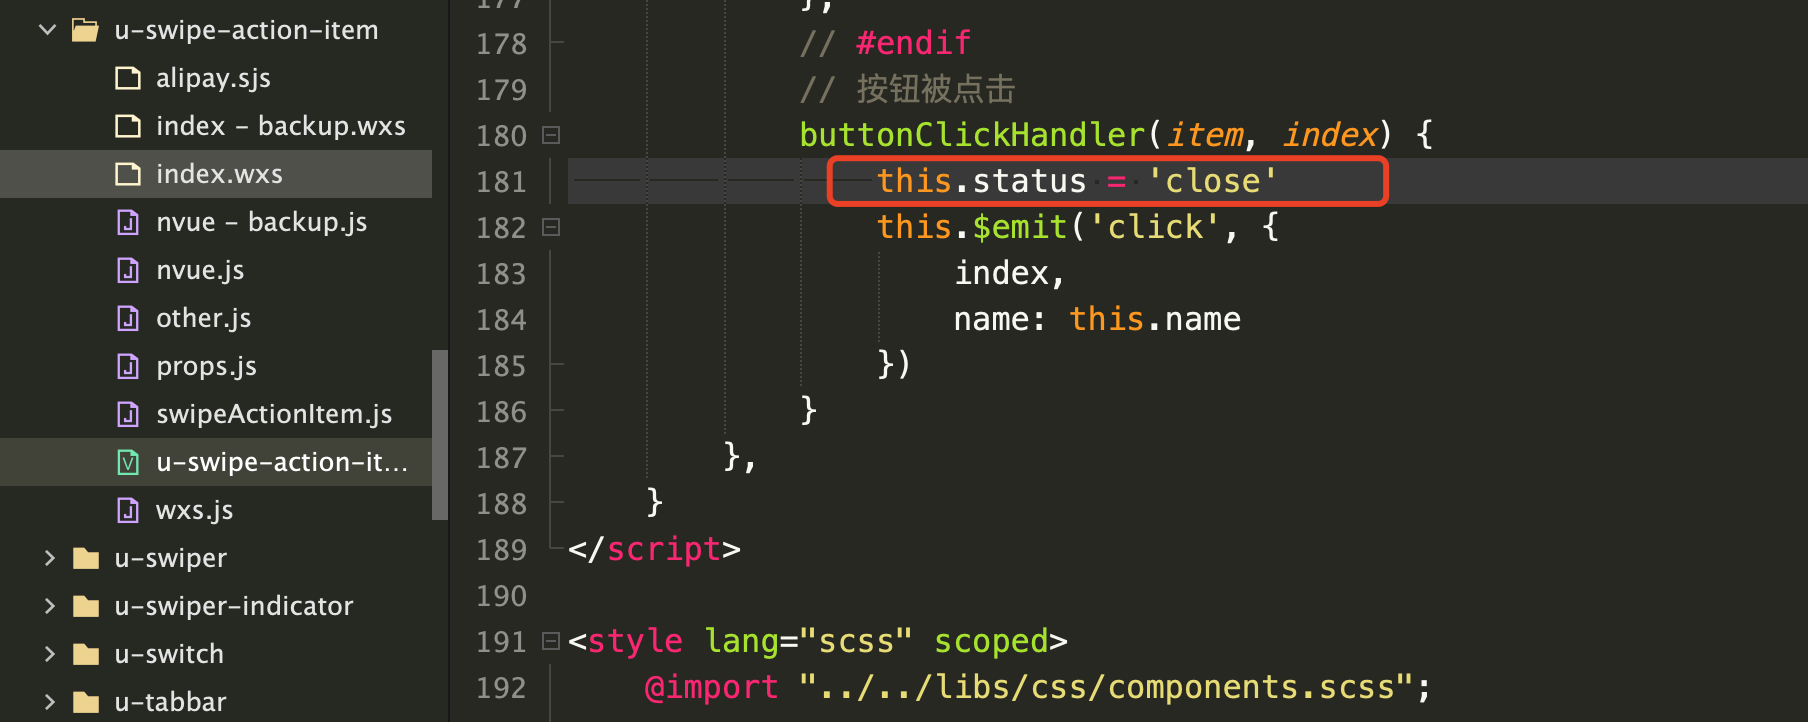 u-swipe-action-item
alipay.sjs
index - backup.wxs
index.wxs
nvue - backup.js
nvue.js
other.js
props.js
swipeActionItem.js
u-swipe-action-it...
wxs.js
u-swiper
u-swiper-indicator
u-switch
u-tabbar
177 },
178 // #endif
179 // 按钮被点击
180 buttonClickHandler(item, index) {
181 this.status = 'close'
182 this.$emit('click', {
183 index,
184 name: this.name
185 })
186 }
187 },
188 }
189 </script>
190
191 <style lang="scss" scoped>
192 @import "../../libs/css/components.scss";